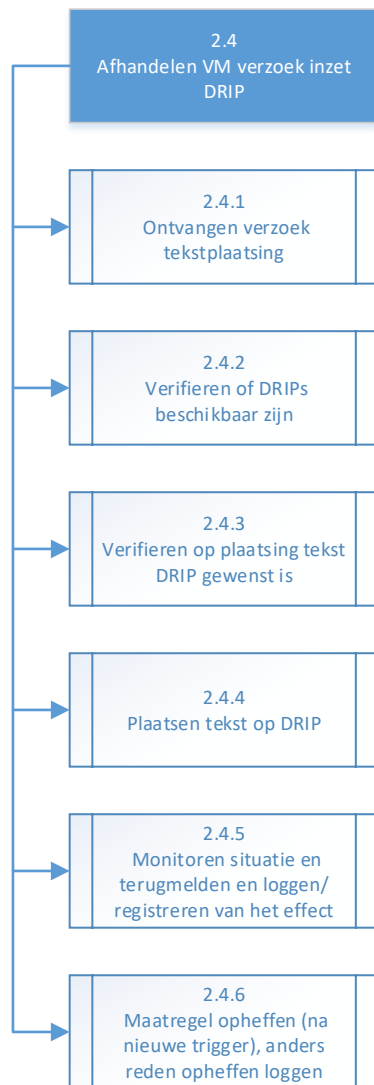 2.4
Afhandelen VM verzoek inzet
DRIP
2.4.1
Ontvangen verzoek
tekstplaatsing
2.4.2
Verifieren of DRIPs
beschikbaar zijn
2.4.3
Verifieren op plaatsing tekst
DRIP gewenst is
2.4.4
Plaatsen tekst op DRIP
2.4.5
Monitoren situatie en
terugmelden en loggen/
registreren van het effect
2.4.6
Maatregel opheffen (na
nieuwe trigger), anders
reden opheffen loggen